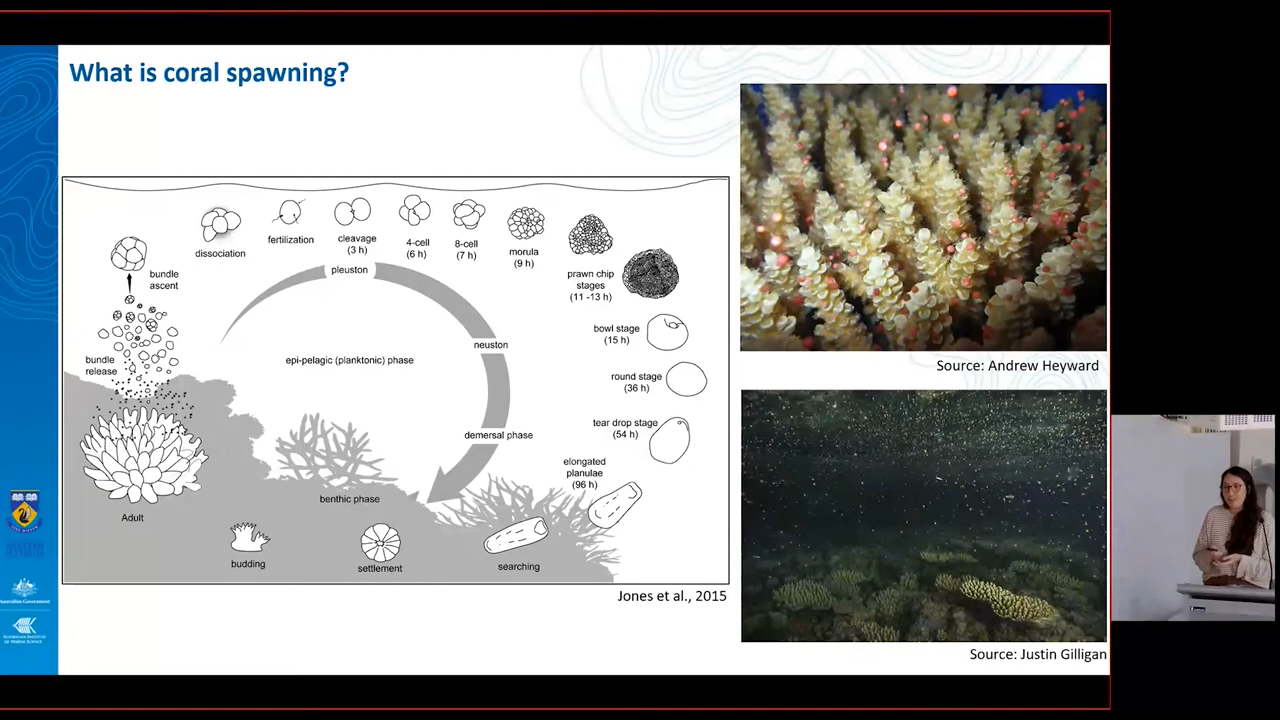 What is coral spawning?
dissociation
fertilization
cleavage
(3 h)
4-cell
(6 h)
8-cell
(7 h)
morula
(9 h)
prawn chip
stages
(11 -13 h)
bundle
ascent
pleuston
bowl stage
(15 h)
neuston
epi-pelagic (planktonic) phase
bundle
release
round stage
(36 h)
tear drop stage
(54 h)
demersal phase
elongated
planulae
(96 h)
benthic phase
Adult
budding
settlement
searching
Jones et al., 2015
Source: Andrew Heyward
Source: Justin Gilligan
Australian Government